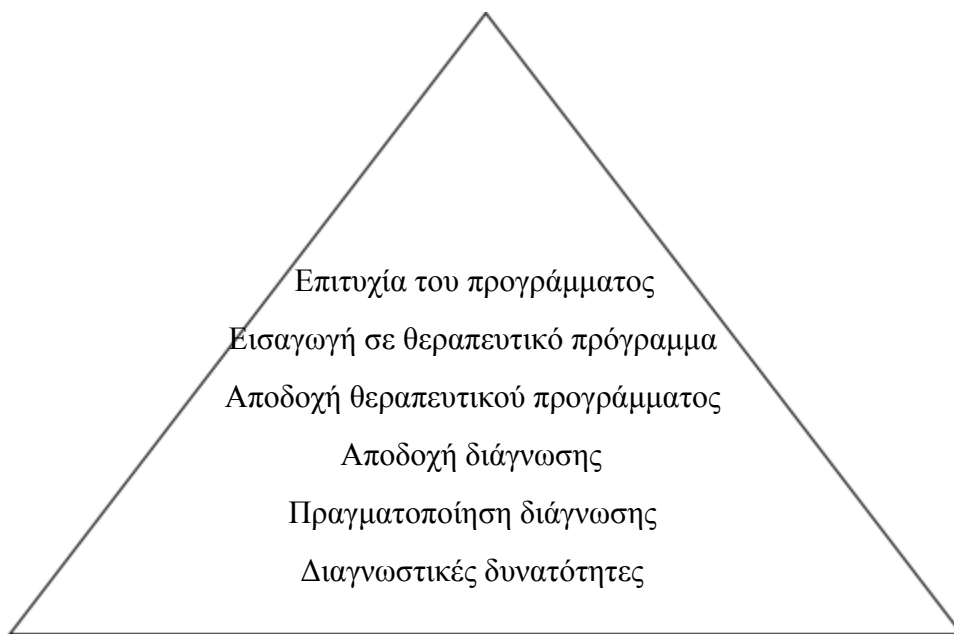 Επιτυχία του προγράμματος
Εισαγωγή σε θεραπευτικό πρόγραμμα
Αποδοχή θεραπευτικού προγράμματος
Αποδοχή διάγνωσης
Πραγματοποίηση διάγνωσης
Διαγνωστικές δυνατότητες